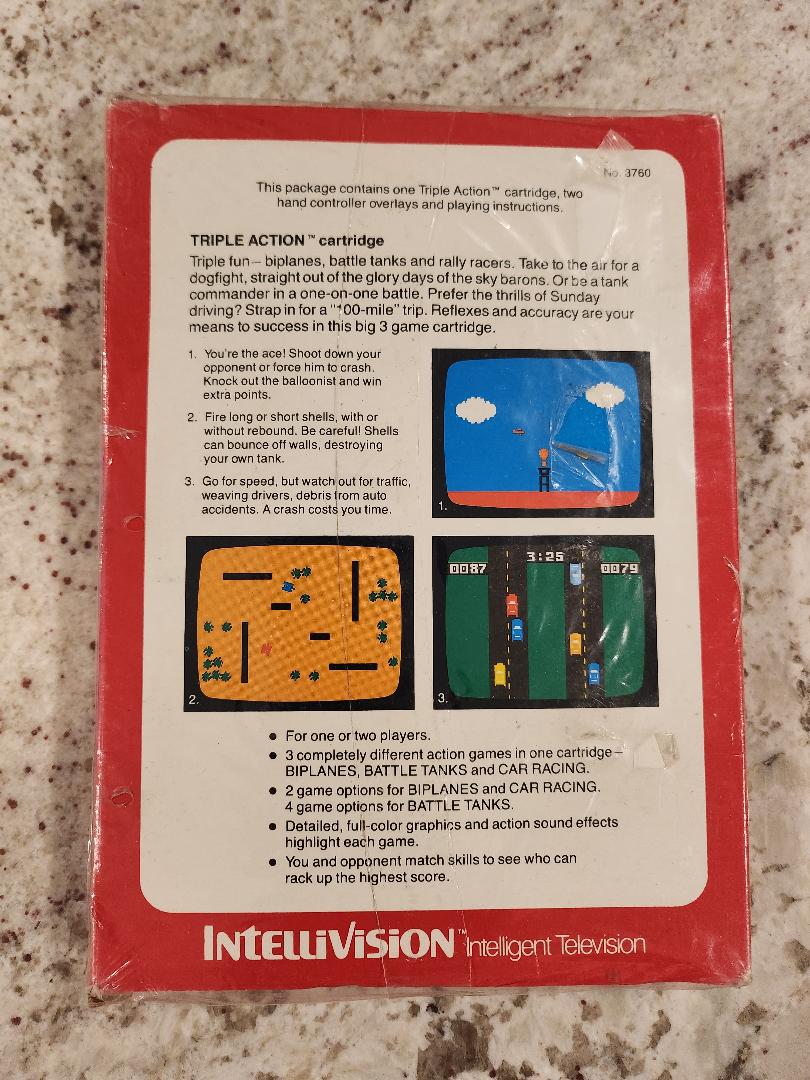 No. 3760
This package contains one Triple Action™ cartridge, two
hand controller overlays and playing instructions.
TRIPLE ACTION™ cartridge
Triple fun — biplanes, battle tanks and rally racers. Take to the air for a
dogfight, straight out of the glory days of the sky barons. Or be a tank
commander in a one-on-one battle. Prefer the thrills of Sunday
driving? Strap in for a "100-mile" trip. Reflexes and accuracy are your
means to success in this big 3 game cartridge.
1. You're the ace! Shoot down your
opponent or force him to crash.
Knock out the balloonist and win
extra points.
2. Fire long or short shells, with or
without rebound. Be careful! Shells
can bounce off walls, destroying
your own tank.
3. Go for speed, but watch out for traffic,
weaving drivers, debris from auto
accidents. A crash costs you time.
1.
2.
0087 3:25 0079
3.
● For one or two players.
● 3 completely different action games in one cartridge —
BIPLANES, BATTLE TANKS and CAR RACING.
● 2 game options for BIPLANES and CAR RACING.
4 game options for BATTLE TANKS.
● Detailed, full-color graphics and action sound effects
highlight each game.
● You and opponent match skills to see who can
rack up the highest score.
INTELLIVISION™ Intelligent Television